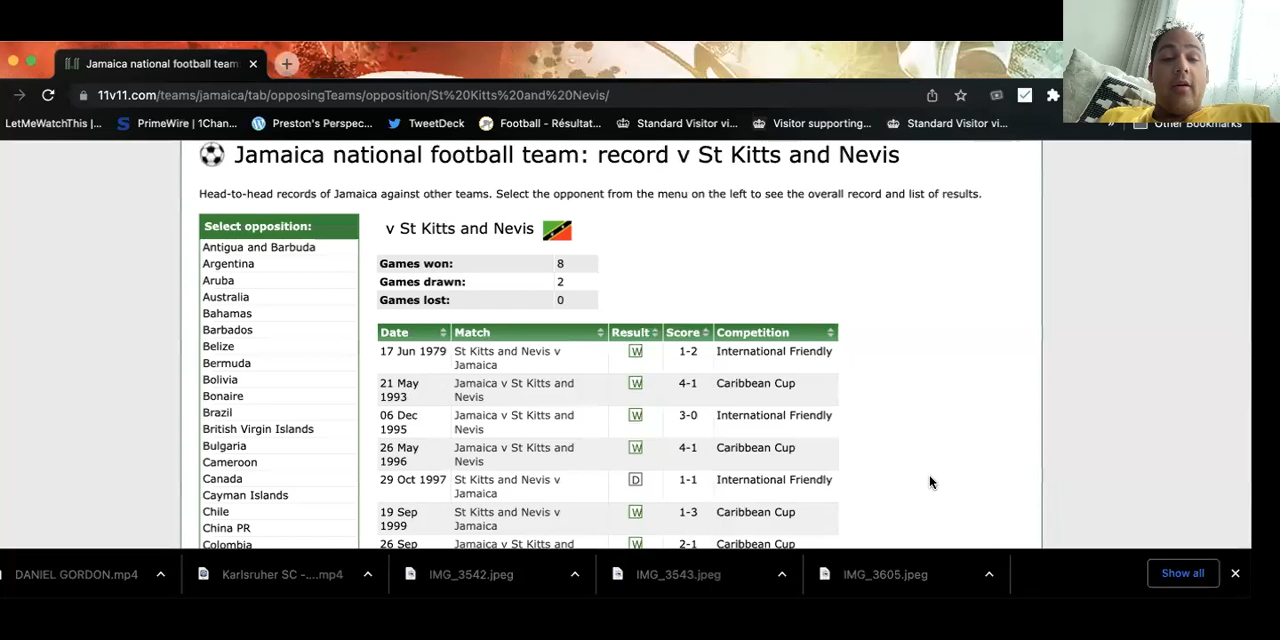 Jamaica national football team
11v11.com/teams/jamaica/tab/opposingTeams/opposition/St%20Kitts%20and%20Nevis/
LetMeWatchThis |... PrimeWire | 1Chan... Preston's Perspec... TweetDeck Football - Résultat... Standard Visitor vi... Visitor supporting... Standard Visitor vi... » Other Bookmarks
Jamaica national football team: record v St Kitts and Nevis
Head-to-head records of Jamaica against other teams. Select the opponent from the menu on the left to see the overall record and list of results.
Select opposition:
Antigua and Barbuda
Argentina
Aruba
Australia
Bahamas
Barbados
Belize
Bermuda
Bolivia
Bonaire
Brazil
British Virgin Islands
Bulgaria
Cameroon
Canada
Cayman Islands
Chile
China PR
Colombia
v St Kitts and Nevis
Games won: 8
Games drawn: 2
Games lost: 0
Date Match Result Score Competition
17 Jun 1979 St Kitts and Nevis v W 1-2 International Friendly
Jamaica
21 May Jamaica v St Kitts and W 4-1 Caribbean Cup
1993 Nevis
06 Dec Jamaica v St Kitts and W 3-0 International Friendly
1995 Nevis
26 May Jamaica v St Kitts and W 4-1 Caribbean Cup
1996 Nevis
29 Oct 1997 St Kitts and Nevis v D 1-1 International Friendly
Jamaica
19 Sep St Kitts and Nevis v W 1-3 Caribbean Cup
1999 Jamaica
26 Sep Jamaica v St Kitts and W 2-1 Caribbean Cup
DANIEL GORDON.mp4 Karlsruher SC -....mp4 IMG_3542.jpeg IMG_3543.jpeg IMG_3605.jpeg Show all